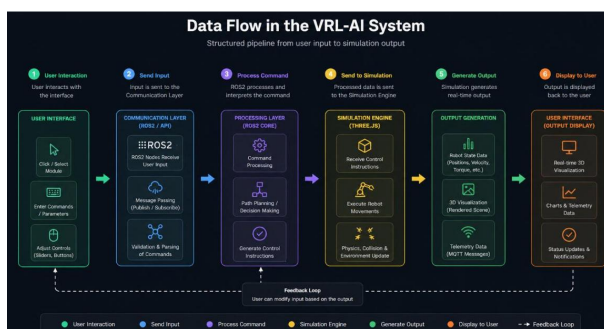 Data Flow in the VRL-AI System
Structured pipeline from user input to simulation output
1 User Interaction
User interacts with
the interface
2 Send Input
Input is sent to the
Communication Layer
3 Process Command
ROS2 processes and
interprets the command
4 Send to Simulation
Processed data is sent
to the Simulation Engine
5 Generate Output
Simulation generates
real-time output
6 Display to User
Output is displayed
back to the user
USER INTERFACE
Click / Select
Module
Enter Commands /
Parameters
Adjust Controls
(Sliders, Buttons)
COMMUNICATION LAYER
(ROS2 / API)
ROS2
ROS2 Nodes Receive
User Input
Message Passing
(Publish / Subscribe)
Validation & Parsing
of Commands
PROCESSING LAYER
(ROS2 CORE)
Command
Processing
Path Planning /
Decision Making
Generate Control
Instructions
SIMULATION ENGINE
(THREE.JS)
Receive Control
Instructions
Execute Robot
Movements
Physics, Collision &
Environment Update
OUTPUT GENERATION
Robot State Data
(Positions, Velocity,
Torque, etc.)
3D Visualization
(Rendered Scene)
Telemetry Data
(MQTT Messages)
USER INTERFACE
(OUTPUT DISPLAY)
Real-time 3D
Visualization
Charts & Telemetry
Data
Status Updates &
Notifications
Feedback Loop
User can modify input based on the output
User Interaction
Send Input
Process Command
Simulation Engine
Generate Output
Display to User
Feedback Loop